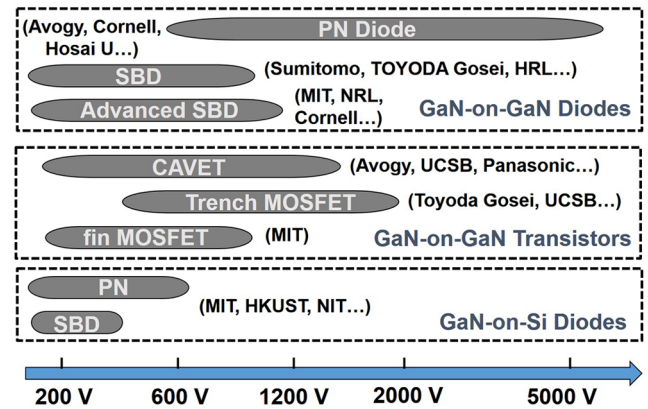 (Avogy, Cornell,
Hosai U…)
PN Diode
SBD
(Sumitomo, TOYODA Gosei, HRL…)
Advanced SBD
(MIT, NRL,
Cornell…)
GaN-on-GaN Diodes
CAVET
(Avogy, UCSB, Panasonic…)
Trench MOSFET
(Toyoda Gosei, UCSB…)
fin MOSFET
(MIT)
GaN-on-GaN Transistors
PN
(MIT, HKUST, NIT…)
SBD
GaN-on-Si Diodes
200 V
600 V
1200 V
2000 V
5000 V